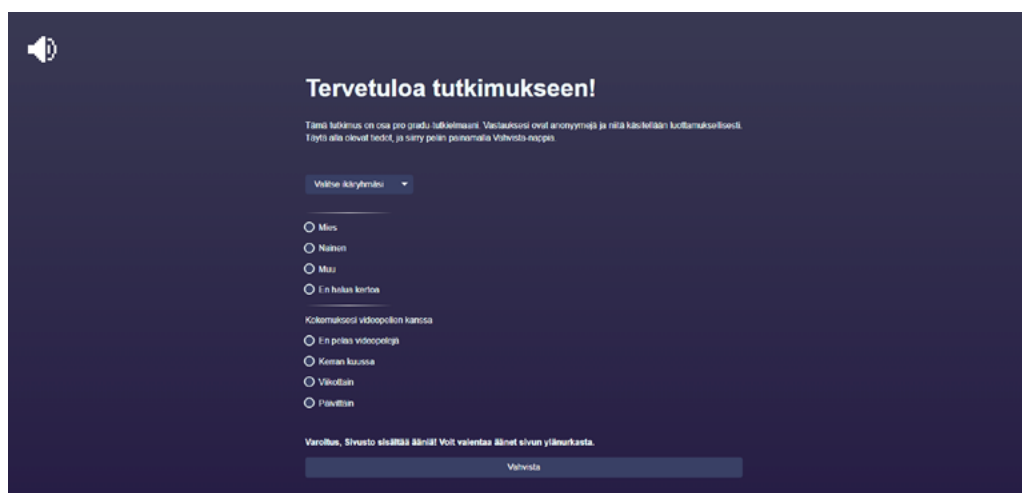 Tervetuloa tutkimukseen!
Tämä tutkimus on osa pro gradu-tutkielmaani. Vastauksesi ovat anonyymejä ja niitä käsitellään luottamuksellisesti.
Täytä alla olevat tiedot, ja siirry peliin painamalla Vahvista-nappia.
Valitse ikäryhmäsi
Mies
Nainen
Muu
En halua kertoa
Kokemuksesi videopelien kanssa
En pelaa videopelejä
Kerran kuussa
Viikottain
Päivittäin
Varoitus, Sivusto sisältää ääniä! Voit vaientaa äänet sivun ylänurkasta.
Vahvista